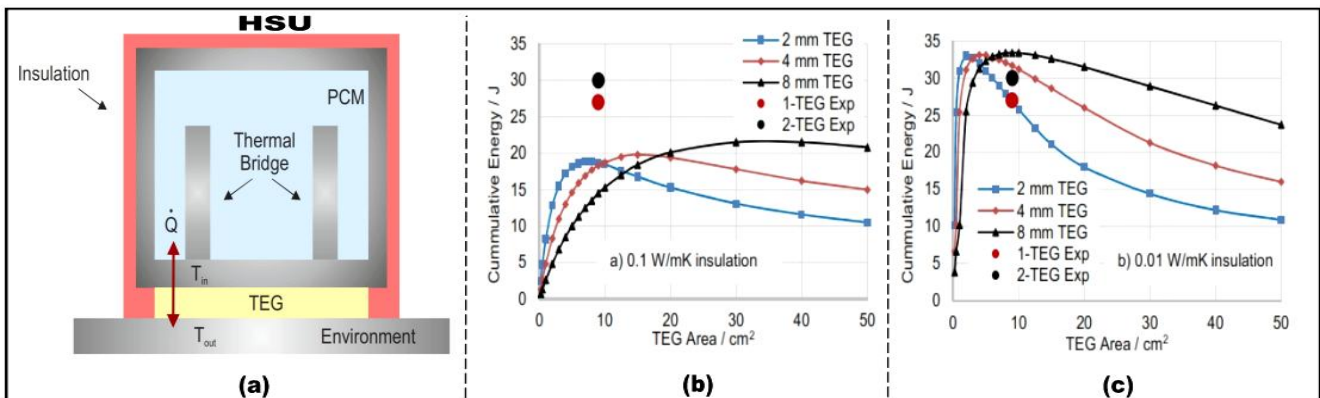 HSU
Insulation
PCM
Thermal
Bridge
Q̇
T_in
TEG
T_out
Environment
(a)
Cummulative Energy / J
35
30
25
20
15
10
5
0
2 mm TEG
4 mm TEG
8 mm TEG
1-TEG Exp
2-TEG Exp
a) 0.1 W/mK insulation
0 10 20 30 40 50
TEG Area / cm²
(b)
Cummulative Energy / J
35
30
25
20
15
10
5
0
2 mm TEG
4 mm TEG
8 mm TEG
1-TEG Exp
2-TEG Exp
b) 0.01 W/mK insulation
0 10 20 30 40 50
TEG Area / cm²
(c)